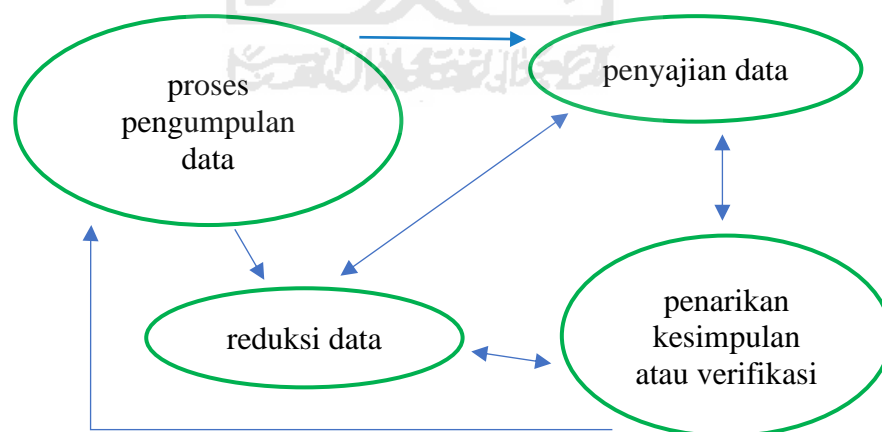 proses
pengumpulan
data
penyajian data
reduksi data
penarikan
kesimpulan
atau verifikasi